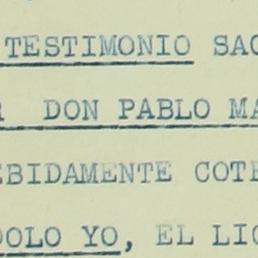 TESTIMONIO SAC
R DON PABLO MA
EBIDAMENTE COTE
DOLO YO, EL LIC